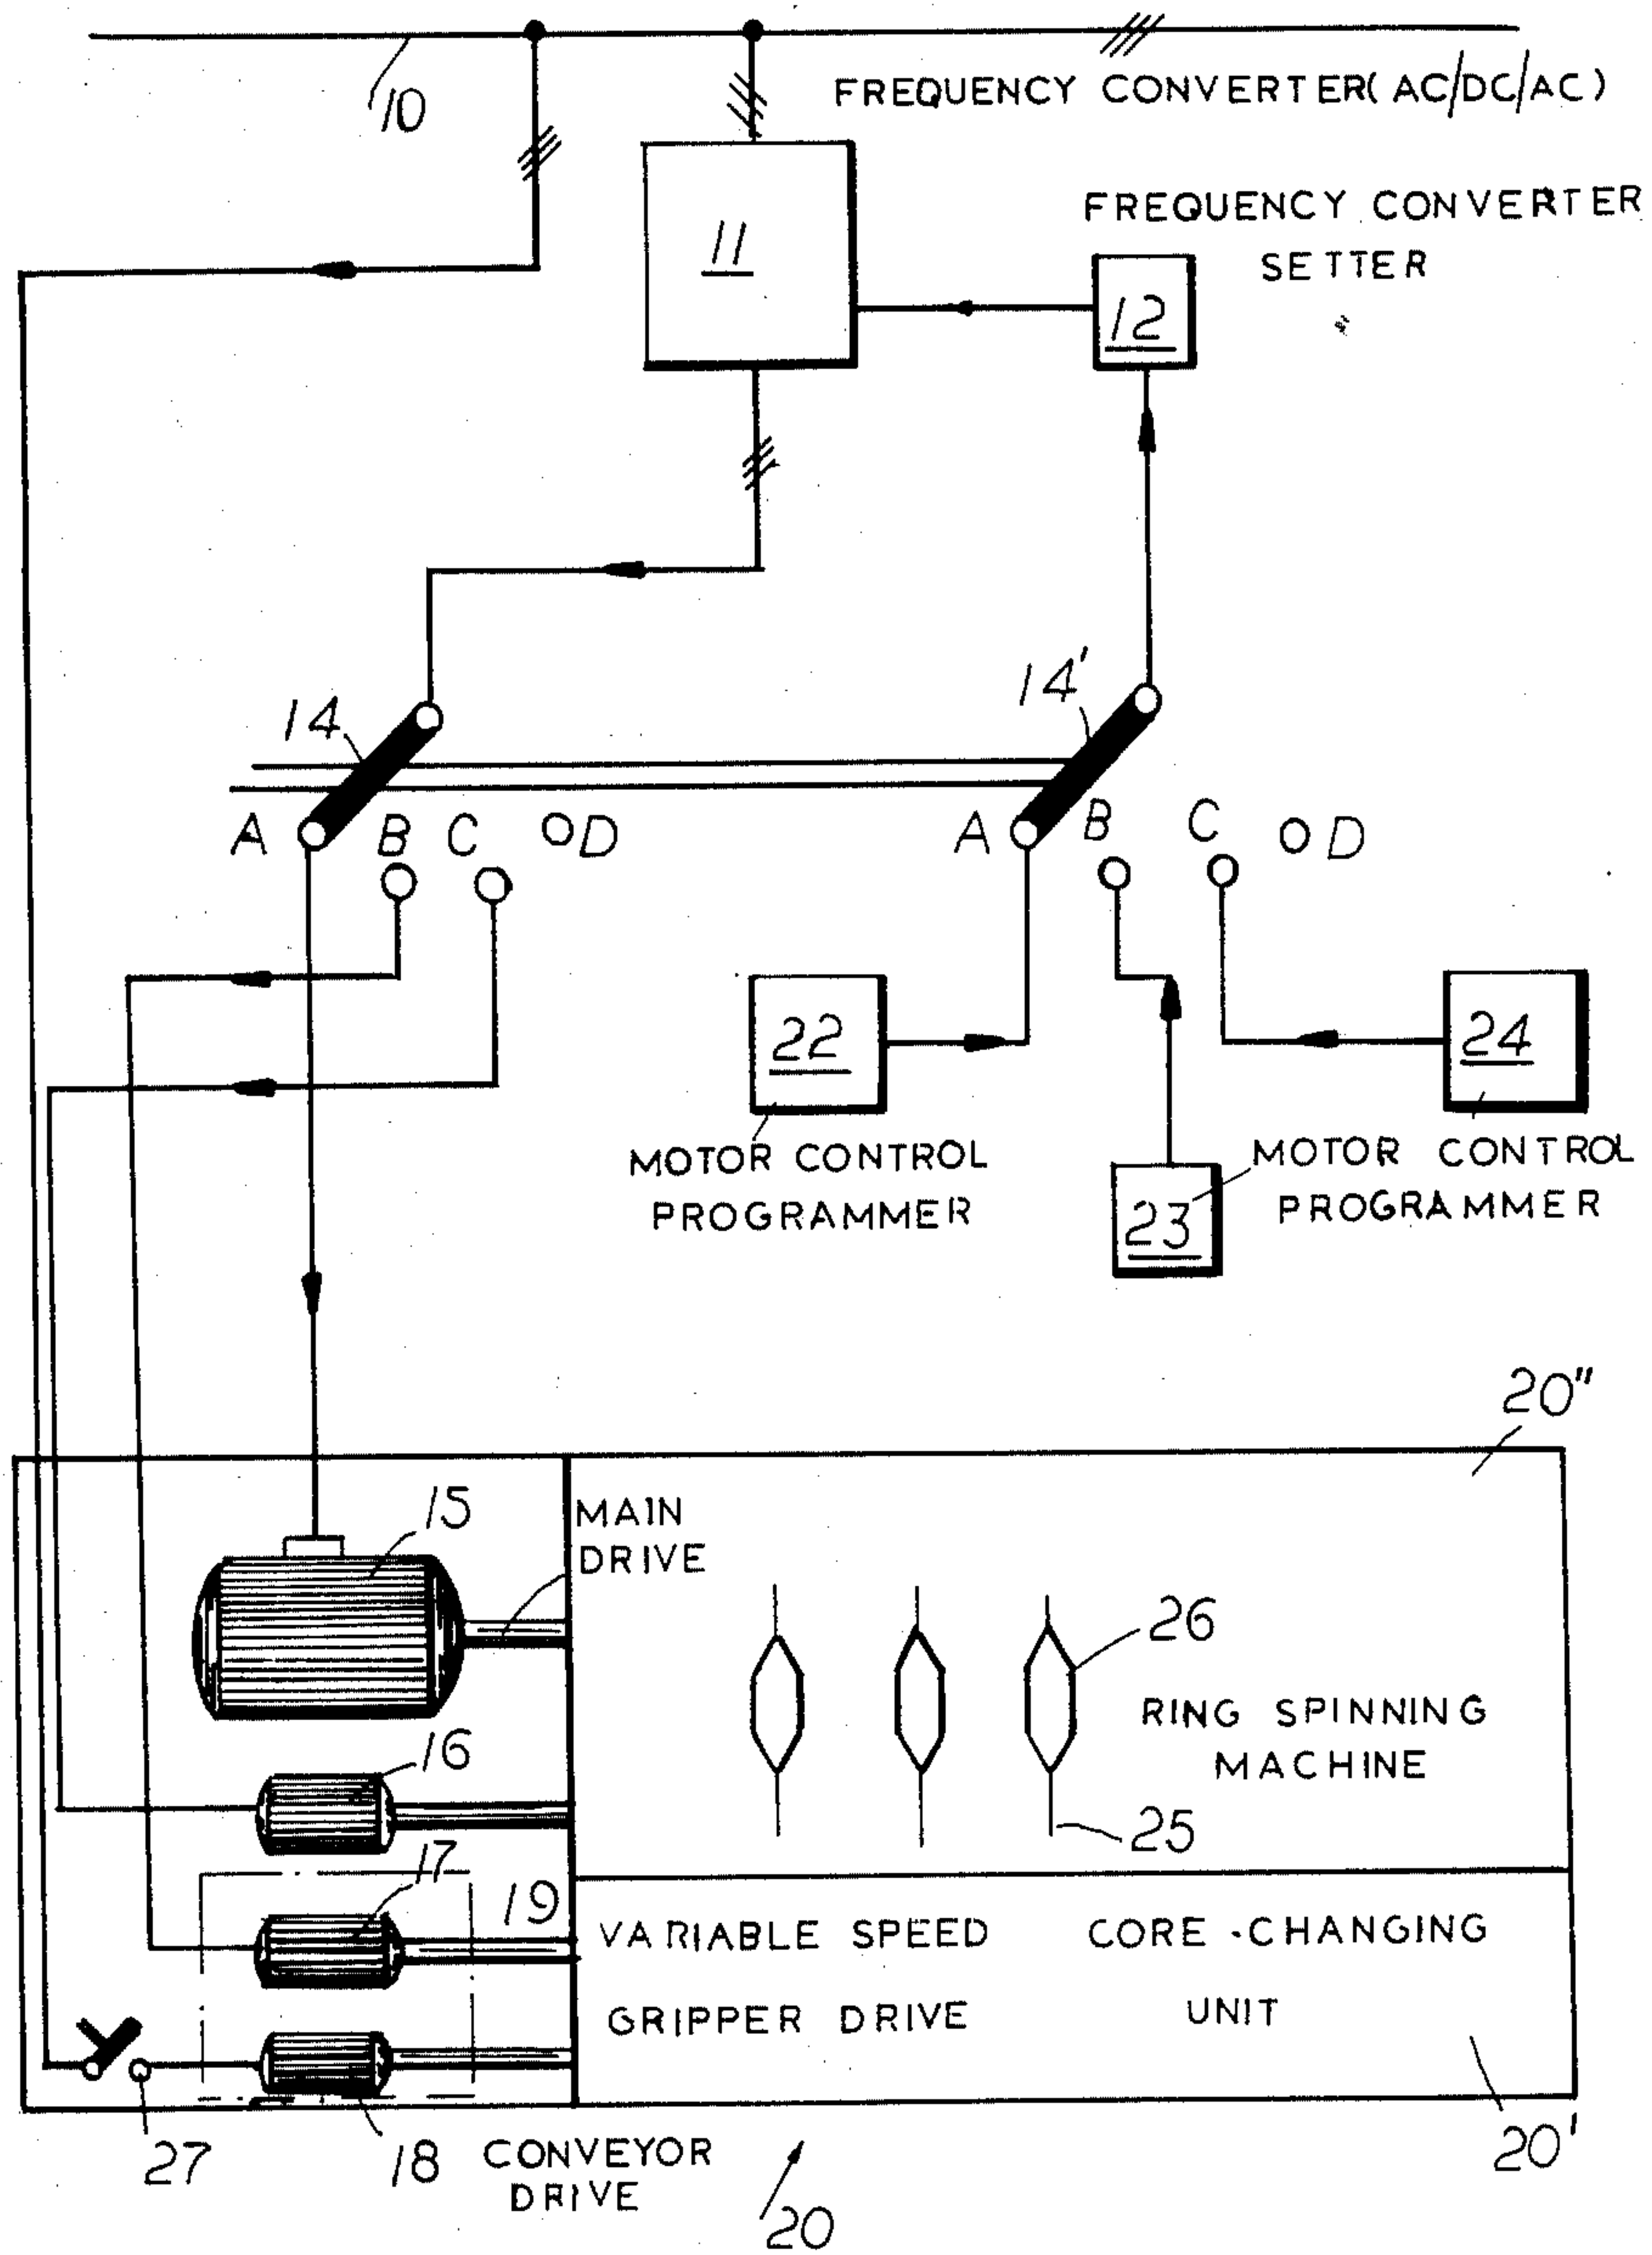 10
FREQUENCY CONVERTER(AC/DC/AC)
11
FREQUENCY CONVERTER
SETTER
12
14
14'
A B C D
A B C D
22
24
MOTOR CONTROL
PROGRAMMER
23
MOTOR CONTROL
PROGRAMMER
20"
15
MAIN
DRIVE
26
RING SPINNING
MACHINE
16
25
17
19
VARIABLE SPEED
GRIPPER DRIVE
CORE-CHANGING
UNIT
27
18
CONVEYOR
DRIVE
20
20'